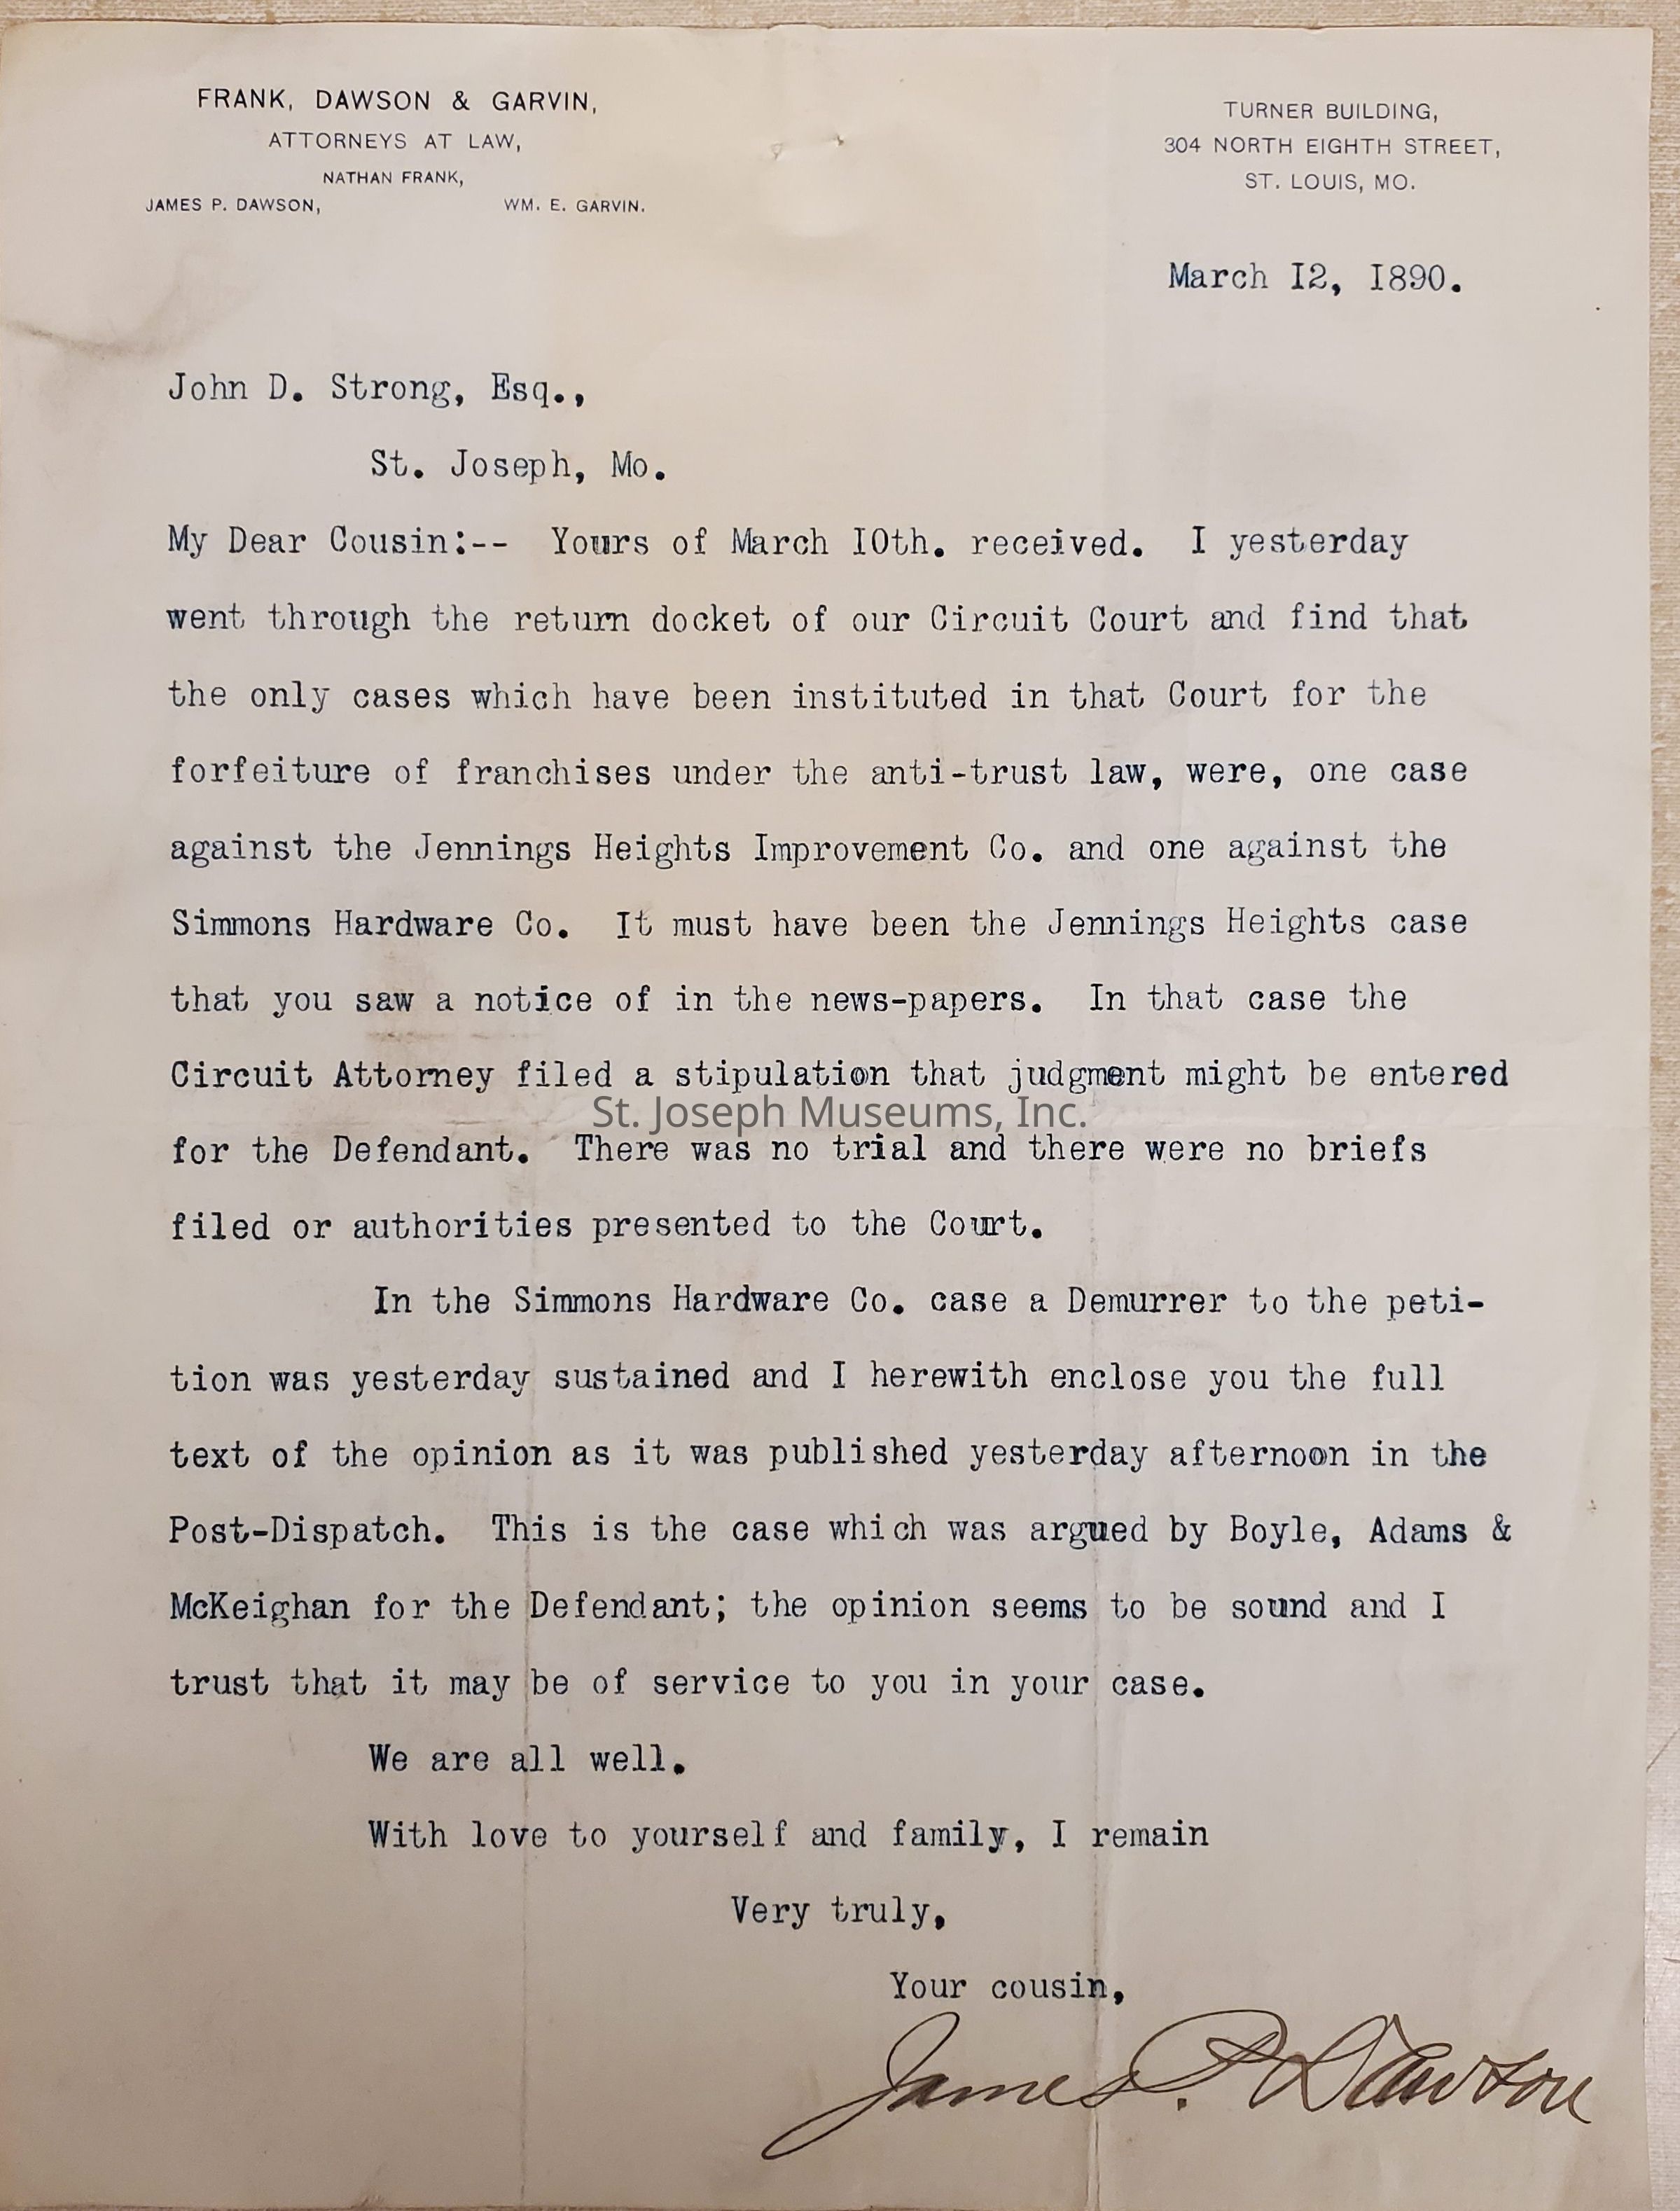 FRANK, DAWSON & GARVIN,
ATTORNEYS AT LAW,
NATHAN FRANK,
JAMES P. DAWSON, WM. E. GARVIN.
TURNER BUILDING,
304 NORTH EIGHTH STREET,
ST. LOUIS, MO.
March I2, I890.
John D. Strong, Esq.,
St. Joseph, Mo.
My Dear Cousin:-- Yours of March IOth. received. I yesterday
went through the return docket of our Circuit Court and find that
the only cases which have been instituted in that Court for the
forfeiture of franchises under the anti-trust law, were, one case
against the Jennings Heights Improvement Co. and one against the
Simmons Hardware Co. It must have been the Jennings Heights case
that you saw a notice of in the news-papers. In that case the
Circuit Attorney filed a stipulation that judgment might be entered
St. Joseph Museums, Inc.
for the Defendant. There was no trial and there were no briefs
filed or authorities presented to the Court.
In the Simmons Hardware Co. case a Demurrer to the peti-
tion was yesterday sustained and I herewith enclose you the full
text of the opinion as it was published yesterday afternoon in the
Post-Dispatch. This is the case which was argued by Boyle, Adams &
McKeighan for the Defendant; the opinion seems to be sound and I
trust that it may be of service to you in your case.
We are all well.
With love to yourself and family, I remain
Very truly,
Your cousin,
James P. Dawson